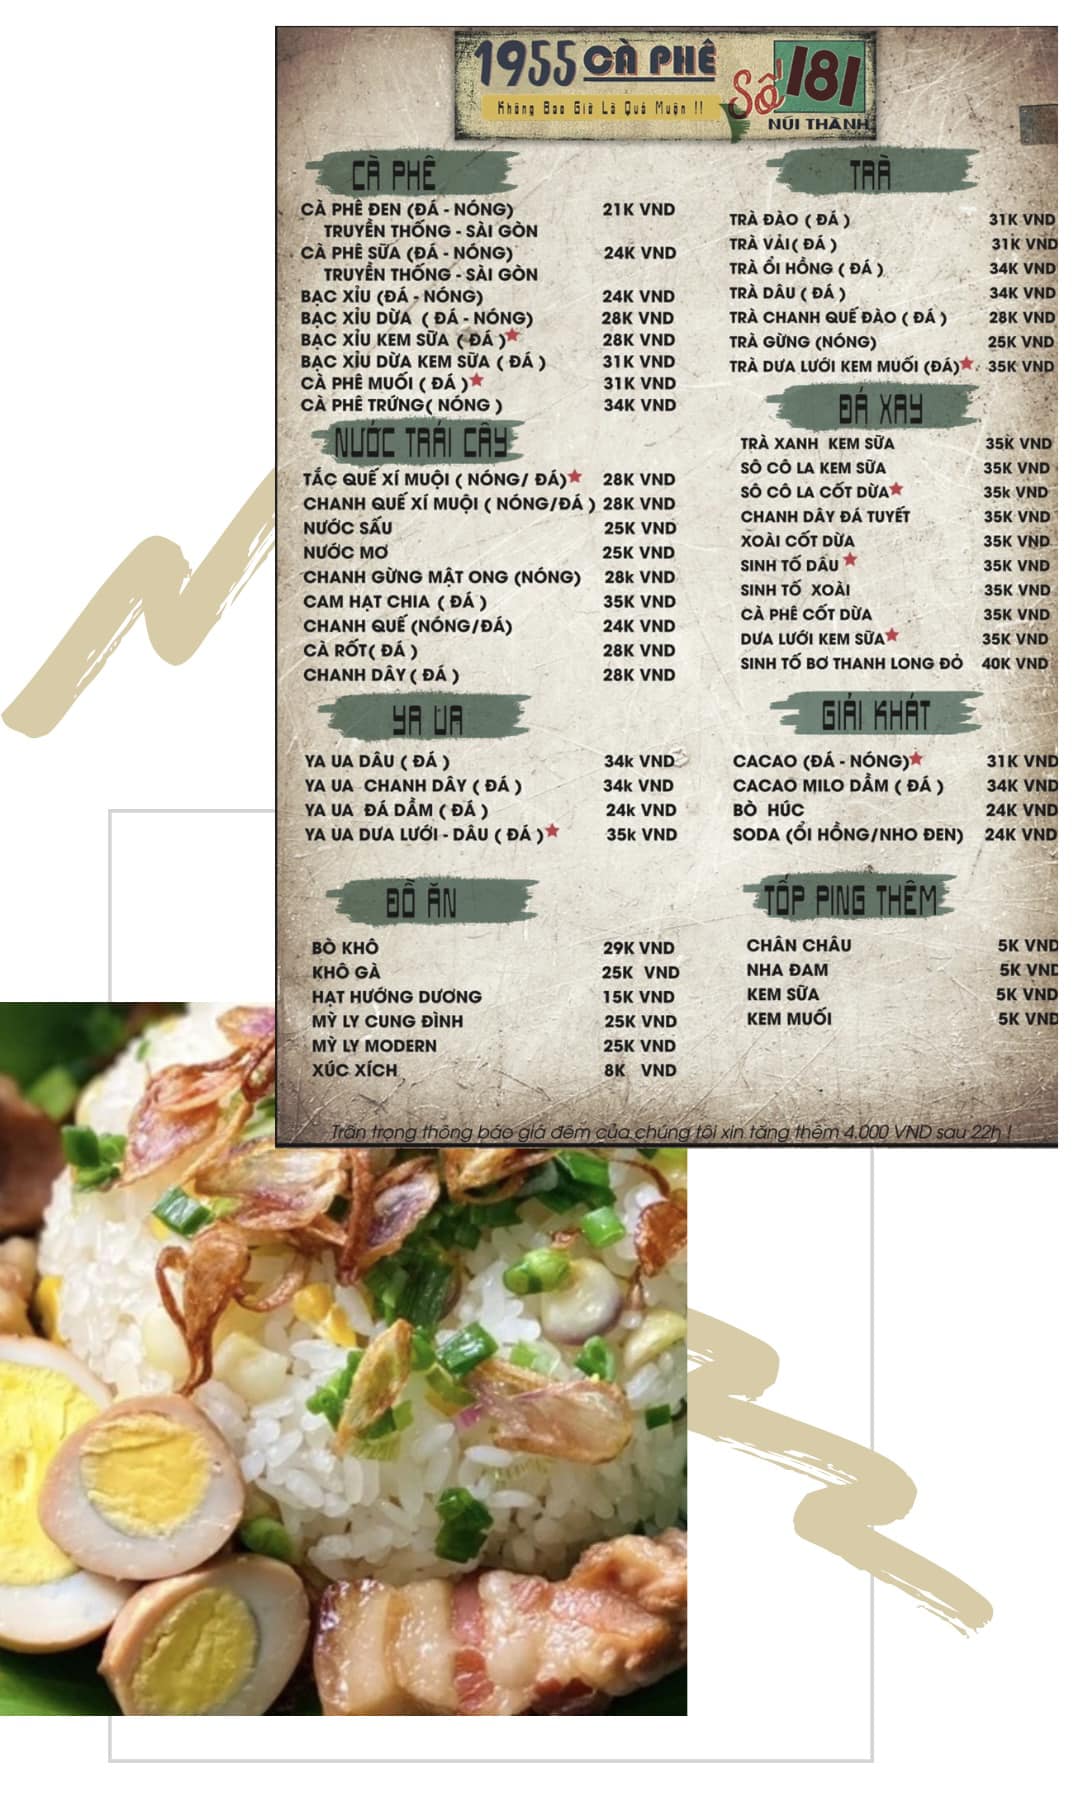 1955 CÀ PHÊ
Không Bao Giờ Là Quá Muộn !!
Số 181
NÚI THÀNH
CÀ PHÊ
CÀ PHÊ ĐEN (ĐÁ - NÓNG) 21K VND
TRUYỀN THỐNG - SÀI GÒN
CÀ PHÊ SỮA (ĐÁ - NÓNG) 24K VND
TRUYỀN THỐNG - SÀI GÒN
BẠC XỈU (ĐÁ - NÓNG) 24K VND
BẠC XỈU DỪA ( ĐÁ - NÓNG) 28K VND
BẠC XỈU KEM SỮA ( ĐÁ ) 28K VND
BẠC XỈU DỪA KEM SỮA ( ĐÁ ) 31K VND
CÀ PHÊ MUỐI ( ĐÁ ) 31K VND
CÀ PHÊ TRỨNG( NÓNG ) 34K VND
NƯỚC TRÁI CÂY
TẮC QUẾ XÍ MUỘI ( NÓNG/ ĐÁ) 28K VND
CHANH QUẾ XÍ MUỘI ( NÓNG/ĐÁ ) 28K VND
NƯỚC SẤU 25K VND
NƯỚC MƠ 25K VND
CHANH GỪNG MẬT ONG (NÓNG) 28k VND
CAM HẠT CHIA ( ĐÁ ) 35K VND
CHANH QUẾ (NÓNG/ĐÁ) 24K VND
CÀ RỐT( ĐÁ ) 28K VND
CHANH DÂY ( ĐÁ ) 28K VND
YA UA
YA UA DÂU ( ĐÁ ) 34k VND
YA UA CHANH DÂY ( ĐÁ ) 34k VND
YA UA ĐÁ DẦM ( ĐÁ ) 24k VND
YA UA DƯA LƯỚI - DÂU ( ĐÁ ) 35k VND
ĐỒ ĂN
BÒ KHÔ 29K VND
KHÔ GÀ 25K VND
HẠT HƯỚNG DƯƠNG 15K VND
MỲ LY CUNG ĐÌNH 25K VND
MỲ LY MODERN 25K VND
XÚC XÍCH 8K VND
TRÀ
TRÀ ĐÀO ( ĐÁ ) 31K VND
TRÀ VẢI( ĐÁ ) 31K VND
TRÀ ỔI HỒNG ( ĐÁ ) 34K VND
TRÀ DÂU ( ĐÁ ) 34K VND
TRÀ CHANH QUẾ ĐÀO ( ĐÁ ) 28K VND
TRÀ GỪNG (NÓNG) 25K VND
TRÀ DƯA LƯỚI KEM MUỐI (ĐÁ) 35K VND
ĐÁ XAY
TRÀ XANH KEM SỮA 35K VND
SÔ CÔ LA KEM SỮA 35K VND
SÔ CÔ LA CỐT DỪA 35k VND
CHANH DÂY ĐÁ TUYẾT 35K VND
XOÀI CỐT DỪA 35K VND
SINH TỐ DÂU 35K VND
SINH TỐ XOÀI 35K VND
CÀ PHÊ CỐT DỪA 35K VND
DƯA LƯỚI KEM SỮA 35K VND
SINH TỐ BƠ THANH LONG ĐỎ 40K VND
GIẢI KHÁT
CACAO (ĐÁ - NÓNG) 31K VND
CACAO MILO DẦM ( ĐÁ ) 34K VND
BÒ HÚC 24K VND
SODA (ỔI HỒNG/NHO ĐEN) 24K VND
TỐP PING THÊM
CHÂN CHÂU 5K VND
NHA ĐAM 5K VND
KEM SỮA 5K VND
KEM MUỐI 5K VND
Trân trọng thông báo giá đêm của chúng tôi xin tăng thêm 4.000 VND sau 22h !